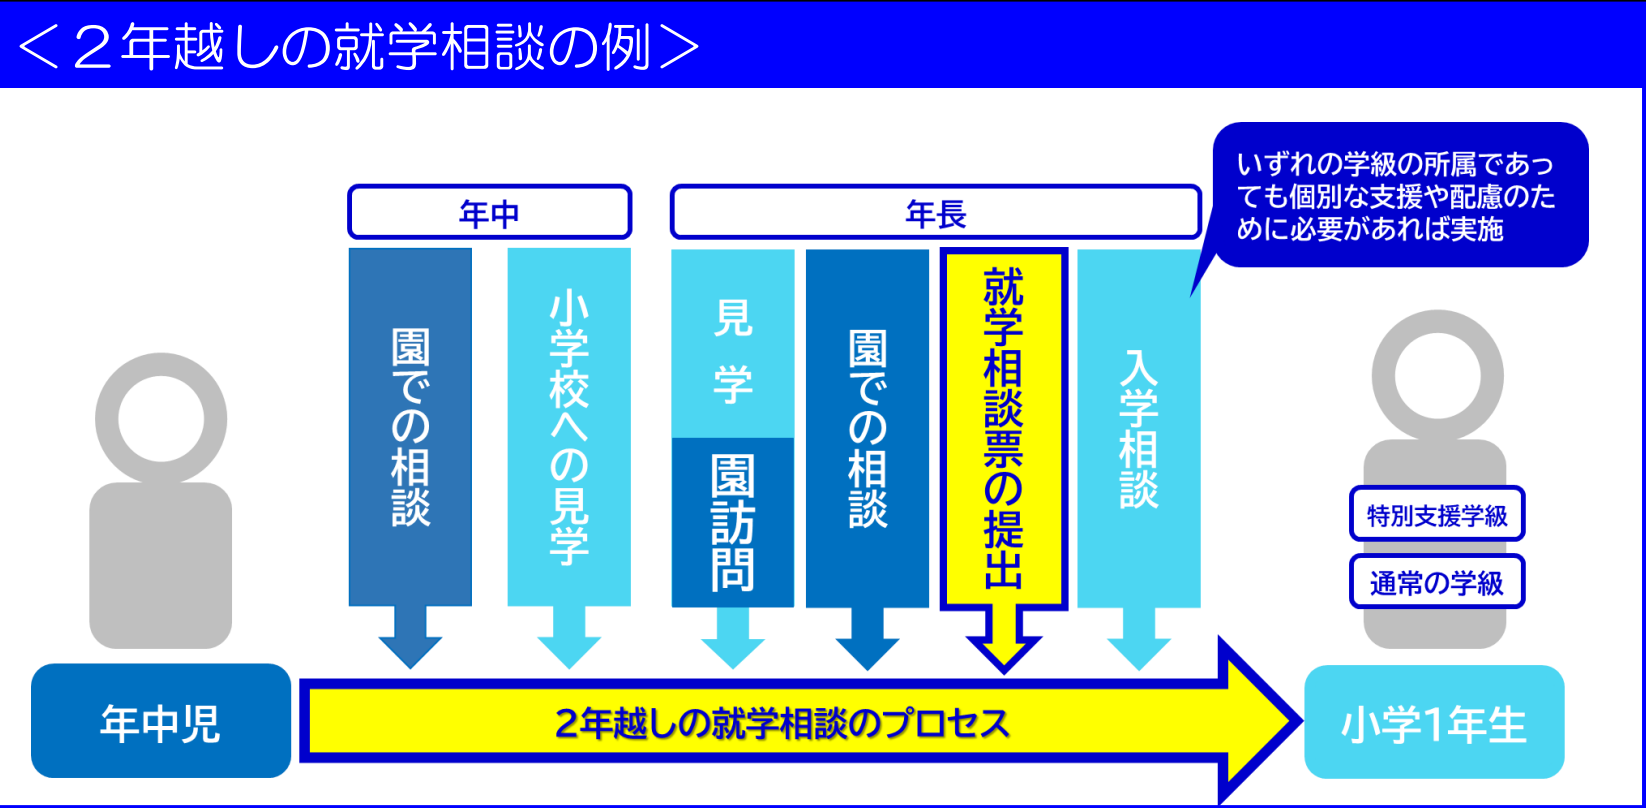 ＜２年越しの就学相談の例＞
いずれの学級の所属であっ
ても個別な支援や配慮のた
めに必要があれば実施
年中
年長
園での相談
小学校への見学
見学
園訪問
園での相談
就学相談票の提出
入学相談
特別支援学級
通常の学級
年中児
2年越しの就学相談のプロセス
小学1年生